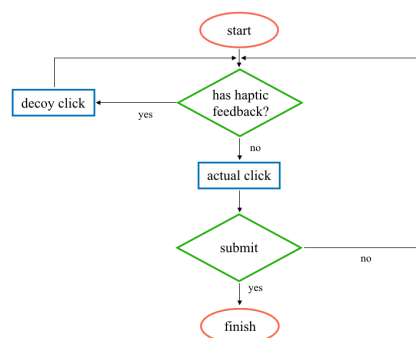 start
has haptic
feedback?
decoy click
yes
no
actual click
submit
no
yes
finish